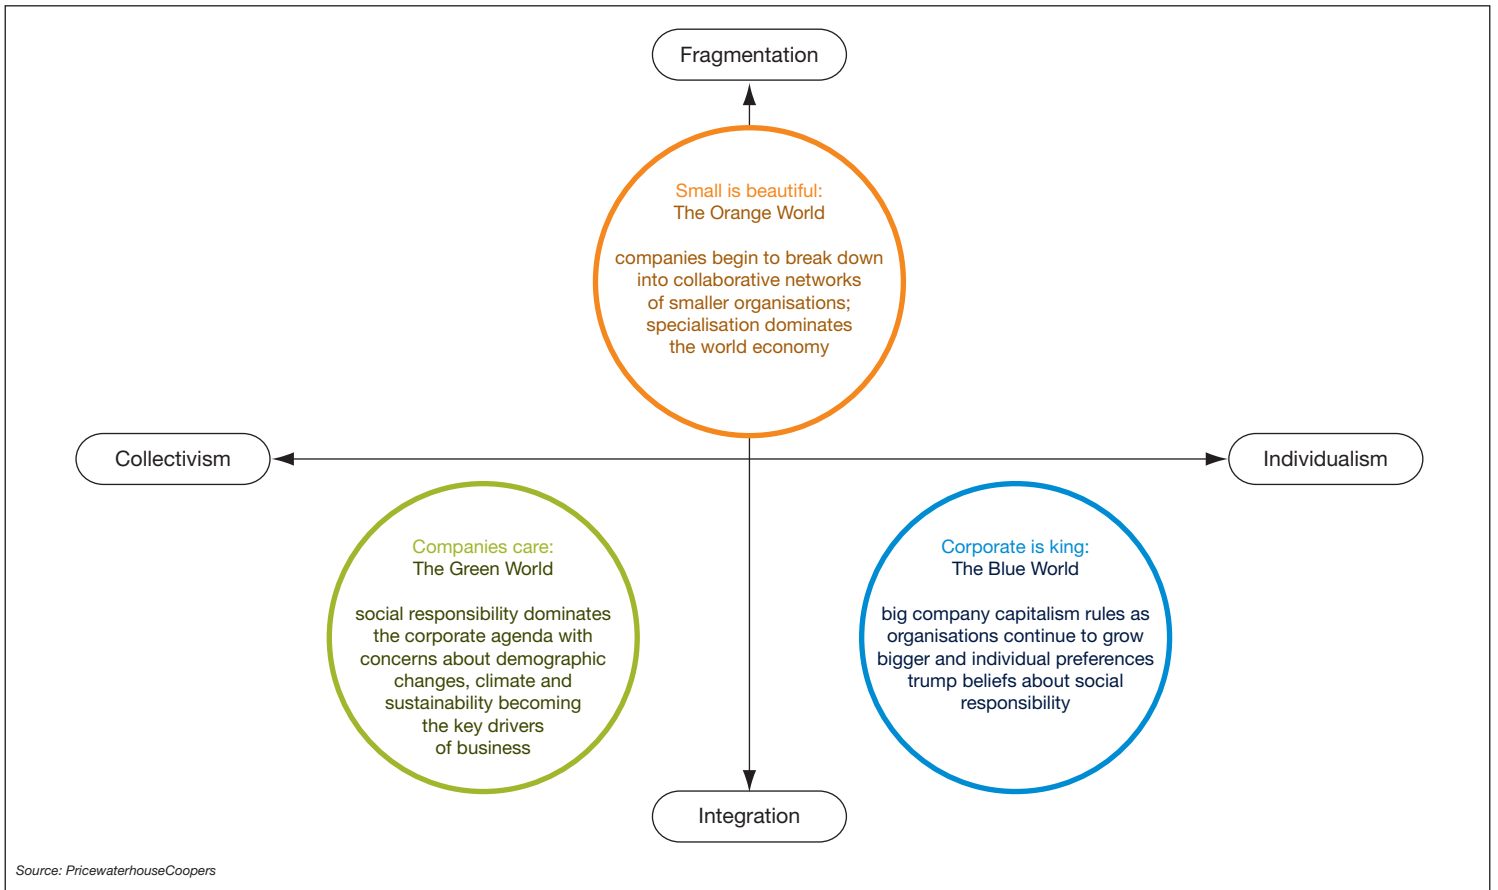 Fragmentation
Small is beautiful:
The Orange World
companies begin to break down
into collaborative networks
of smaller organisations;
specialisation dominates
the world economy
Collectivism
Individualism
Companies care:
The Green World
social responsibility dominates
the corporate agenda with
concerns about demographic
changes, climate and
sustainability becoming
the key drivers
of business
Corporate is king:
The Blue World
big company capitalism rules as
organisations continue to grow
bigger and individual preferences
trump beliefs about social
responsibility
Integration
Source: PricewaterhouseCoopers